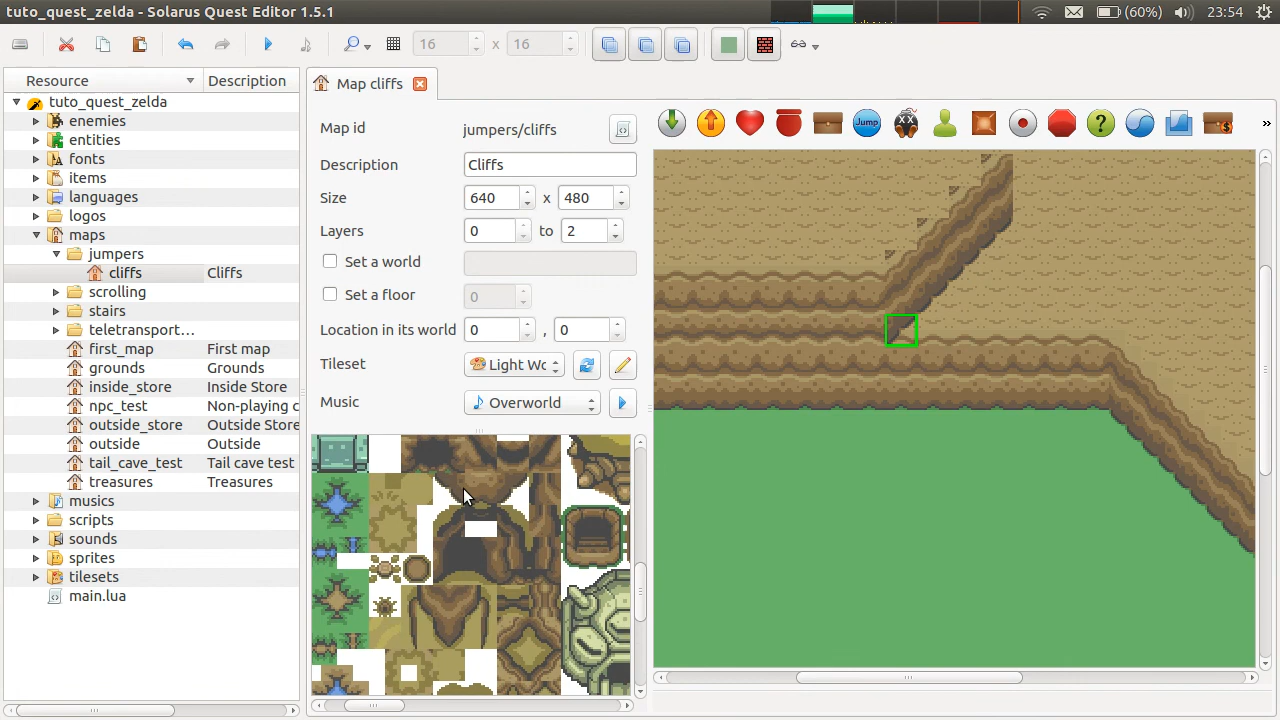 tuto_quest_zelda - Solarus Quest Editor 1.5.1
(60%)
23:54
16 x 16
Resource
Description
tuto_quest_zelda
enemies
entities
fonts
items
languages
logos
maps
jumpers
cliffs Cliffs
scrolling
stairs
teletransport...
first_map First map
grounds Grounds
inside_store Inside Store
npc_test Non-playing c
outside_store Outside Store
outside Outside
tail_cave_test Tail cave test
treasures Treasures
musics
scripts
sounds
sprites
tilesets
main.lua
Map cliffs
Map id jumpers/cliffs
Description Cliffs
Size 640 x 480
Layers 0 to 2
Set a world
Set a floor 0
Location in its world 0 , 0
Tileset Light Wo
Music Overworld
Jump
?
$
»